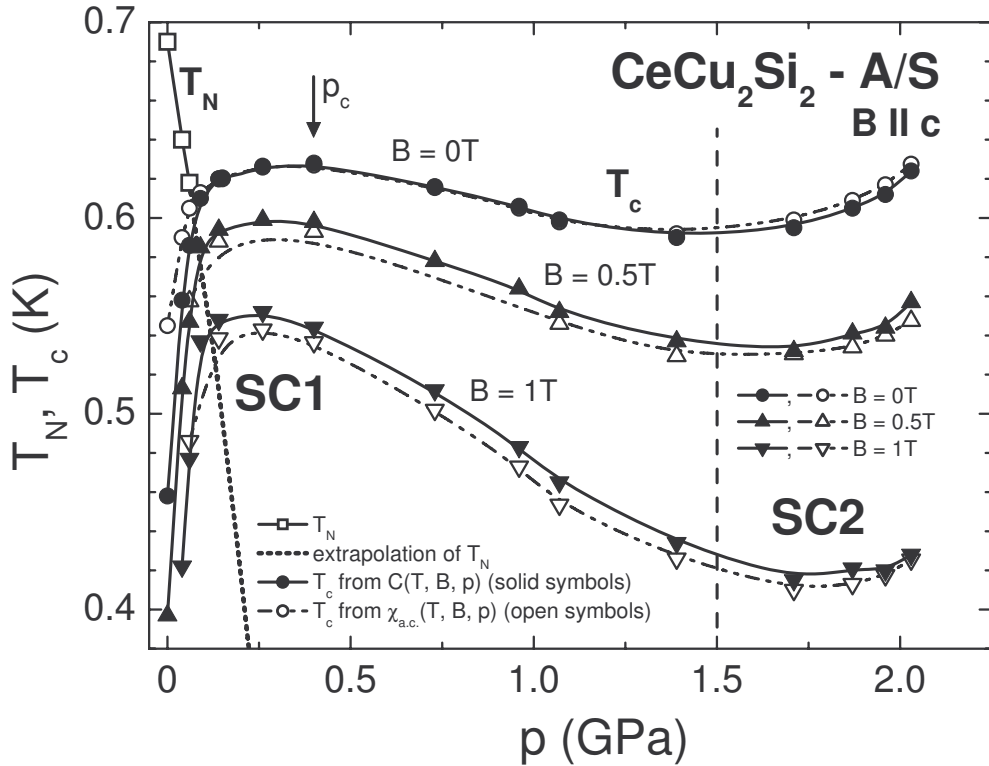 CeCu₂Si₂ - A/S
B II c
T_N
p_c
B = 0T
T_c
B = 0.5T
B = 1T
SC1
SC2
●, ○ B = 0T
▲, △ B = 0.5T
▼, ▽ B = 1T
T_N
extrapolation of T_N
T_c from C(T, B, p) (solid symbols)
T_c from χ_a.c.(T, B, p) (open symbols)
0.7
0.6
0.5
0.4
T_N, T_c (K)
0 0.5 1.0 1.5 2.0
p (GPa)